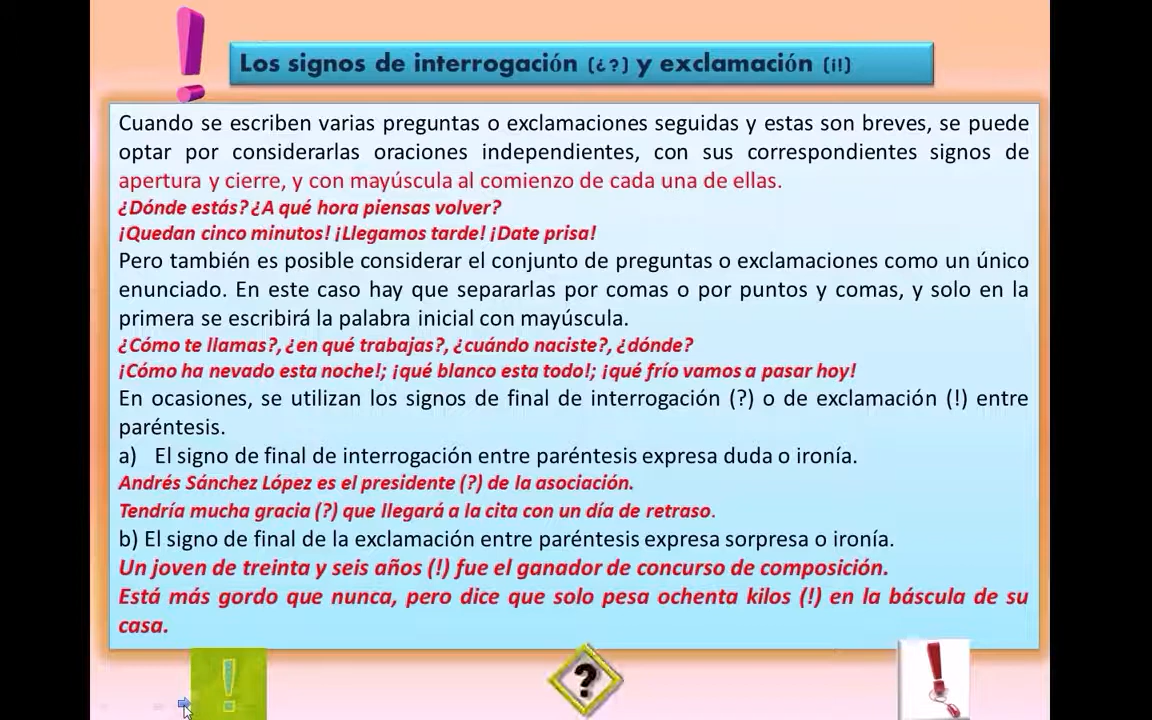 Los signos de interrogación (¿?) y exclamación (¡!)
Cuando se escriben varias preguntas o exclamaciones seguidas y estas son breves, se puede
optar por considerarlas oraciones independientes, con sus correspondientes signos de
apertura y cierre, y con mayúscula al comienzo de cada una de ellas.
¿Dónde estás? ¿A qué hora piensas volver?
¡Quedan cinco minutos! ¡Llegamos tarde! ¡Date prisa!
Pero también es posible considerar el conjunto de preguntas o exclamaciones como un único
enunciado. En este caso hay que separarlas por comas o por puntos y comas, y solo en la
primera se escribirá la palabra inicial con mayúscula.
¿Cómo te llamas?, ¿en qué trabajas?, ¿cuándo naciste?, ¿dónde?
¡Cómo ha nevado esta noche!; ¡qué blanco esta todo!; ¡qué frío vamos a pasar hoy!
En ocasiones, se utilizan los signos de final de interrogación (?) o de exclamación (!) entre
paréntesis.
a) El signo de final de interrogación entre paréntesis expresa duda o ironía.
Andrés Sánchez López es el presidente (?) de la asociación.
Tendría mucha gracia (?) que llegará a la cita con un día de retraso.
b) El signo de final de la exclamación entre paréntesis expresa sorpresa o ironía.
Un joven de treinta y seis años (!) fue el ganador de concurso de composición.
Está más gordo que nunca, pero dice que solo pesa ochenta kilos (!) en la báscula de su
casa.